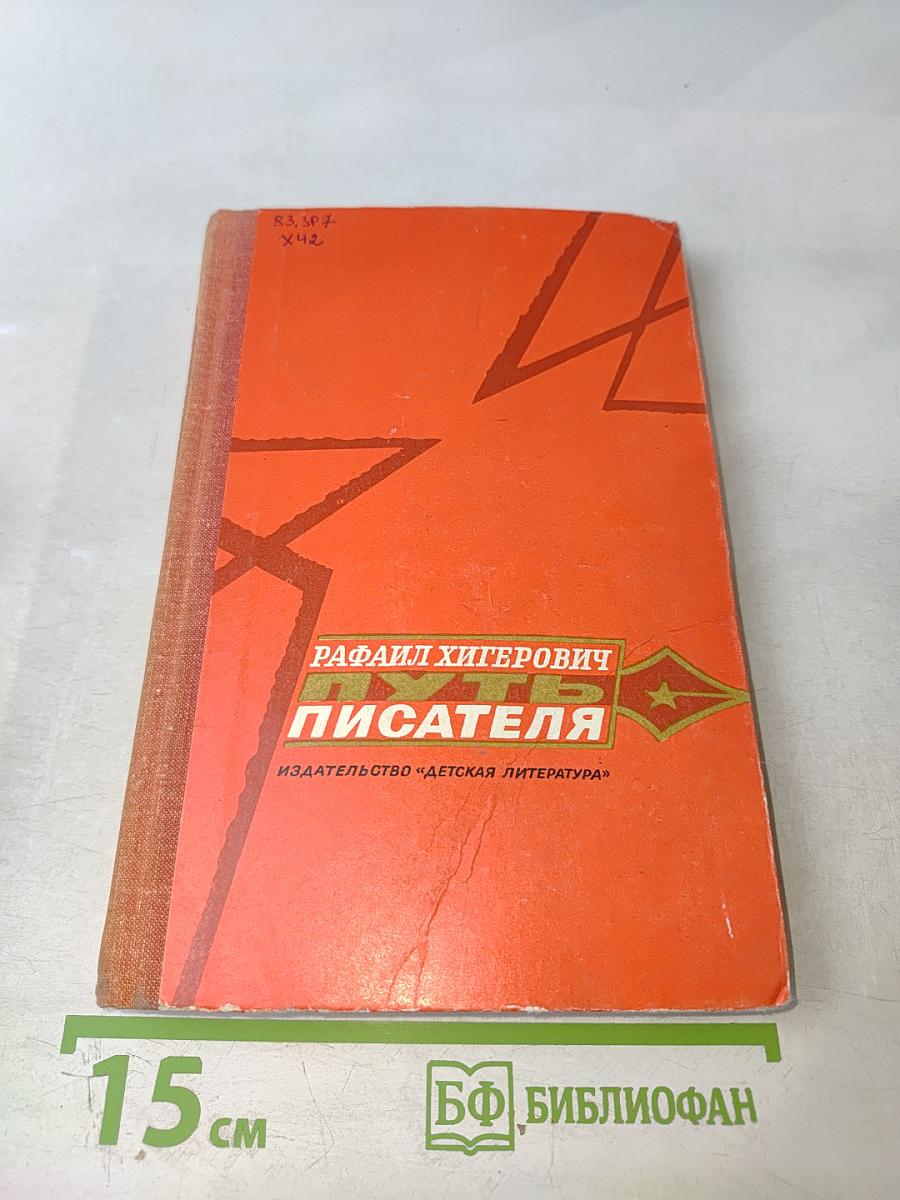 83.3Р7
Х42
РАФАИЛ ХИГЕРОВИЧ
ПУТЬ
ПИСАТЕЛЯ
ИЗДАТЕЛЬСТВО «ДЕТСКАЯ ЛИТЕРАТУРА»
15 см
БФ БИБЛИОФАН